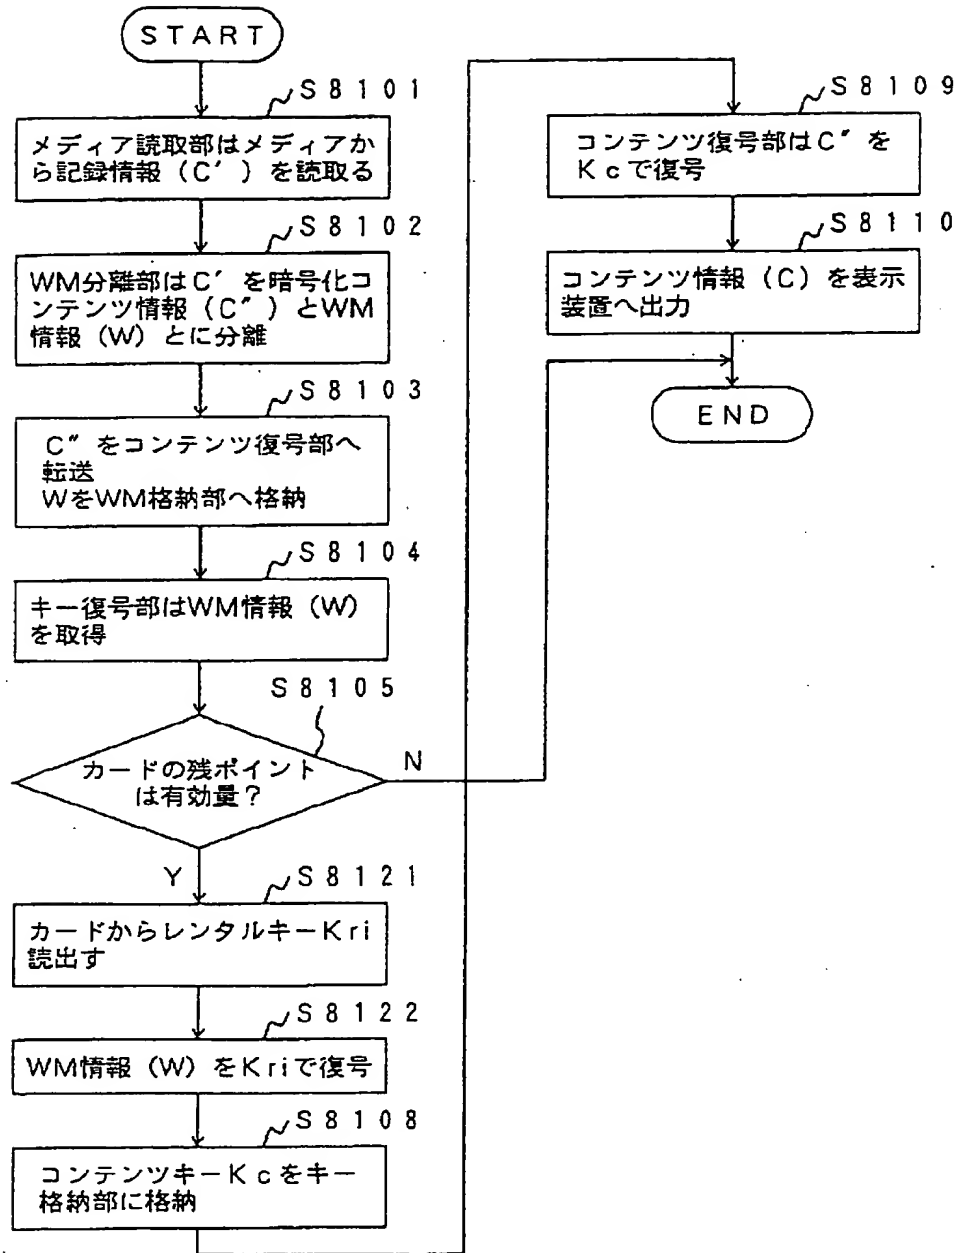 START
S8101
メディア読取部はメディアか
ら記録情報（C′）を読取る
S8102
WM分離部はC′を暗号化コ
ンテンツ情報（C″）とWM
情報（W）とに分離
S8103
C″をコンテンツ復号部へ
転送
WをWM格納部へ格納
S8104
キー復号部はWM情報（W）
を取得
S8105
カードの残ポイント
は有効量？
N
Y
S8121
カードからレンタルキーKri
読出す
S8122
WM情報（W）をKriで復号
S8108
コンテンツキーKcをキー
格納部に格納
S8109
コンテンツ復号部はC″を
Kcで復号
S8110
コンテンツ情報（C）を表示
装置へ出力
END